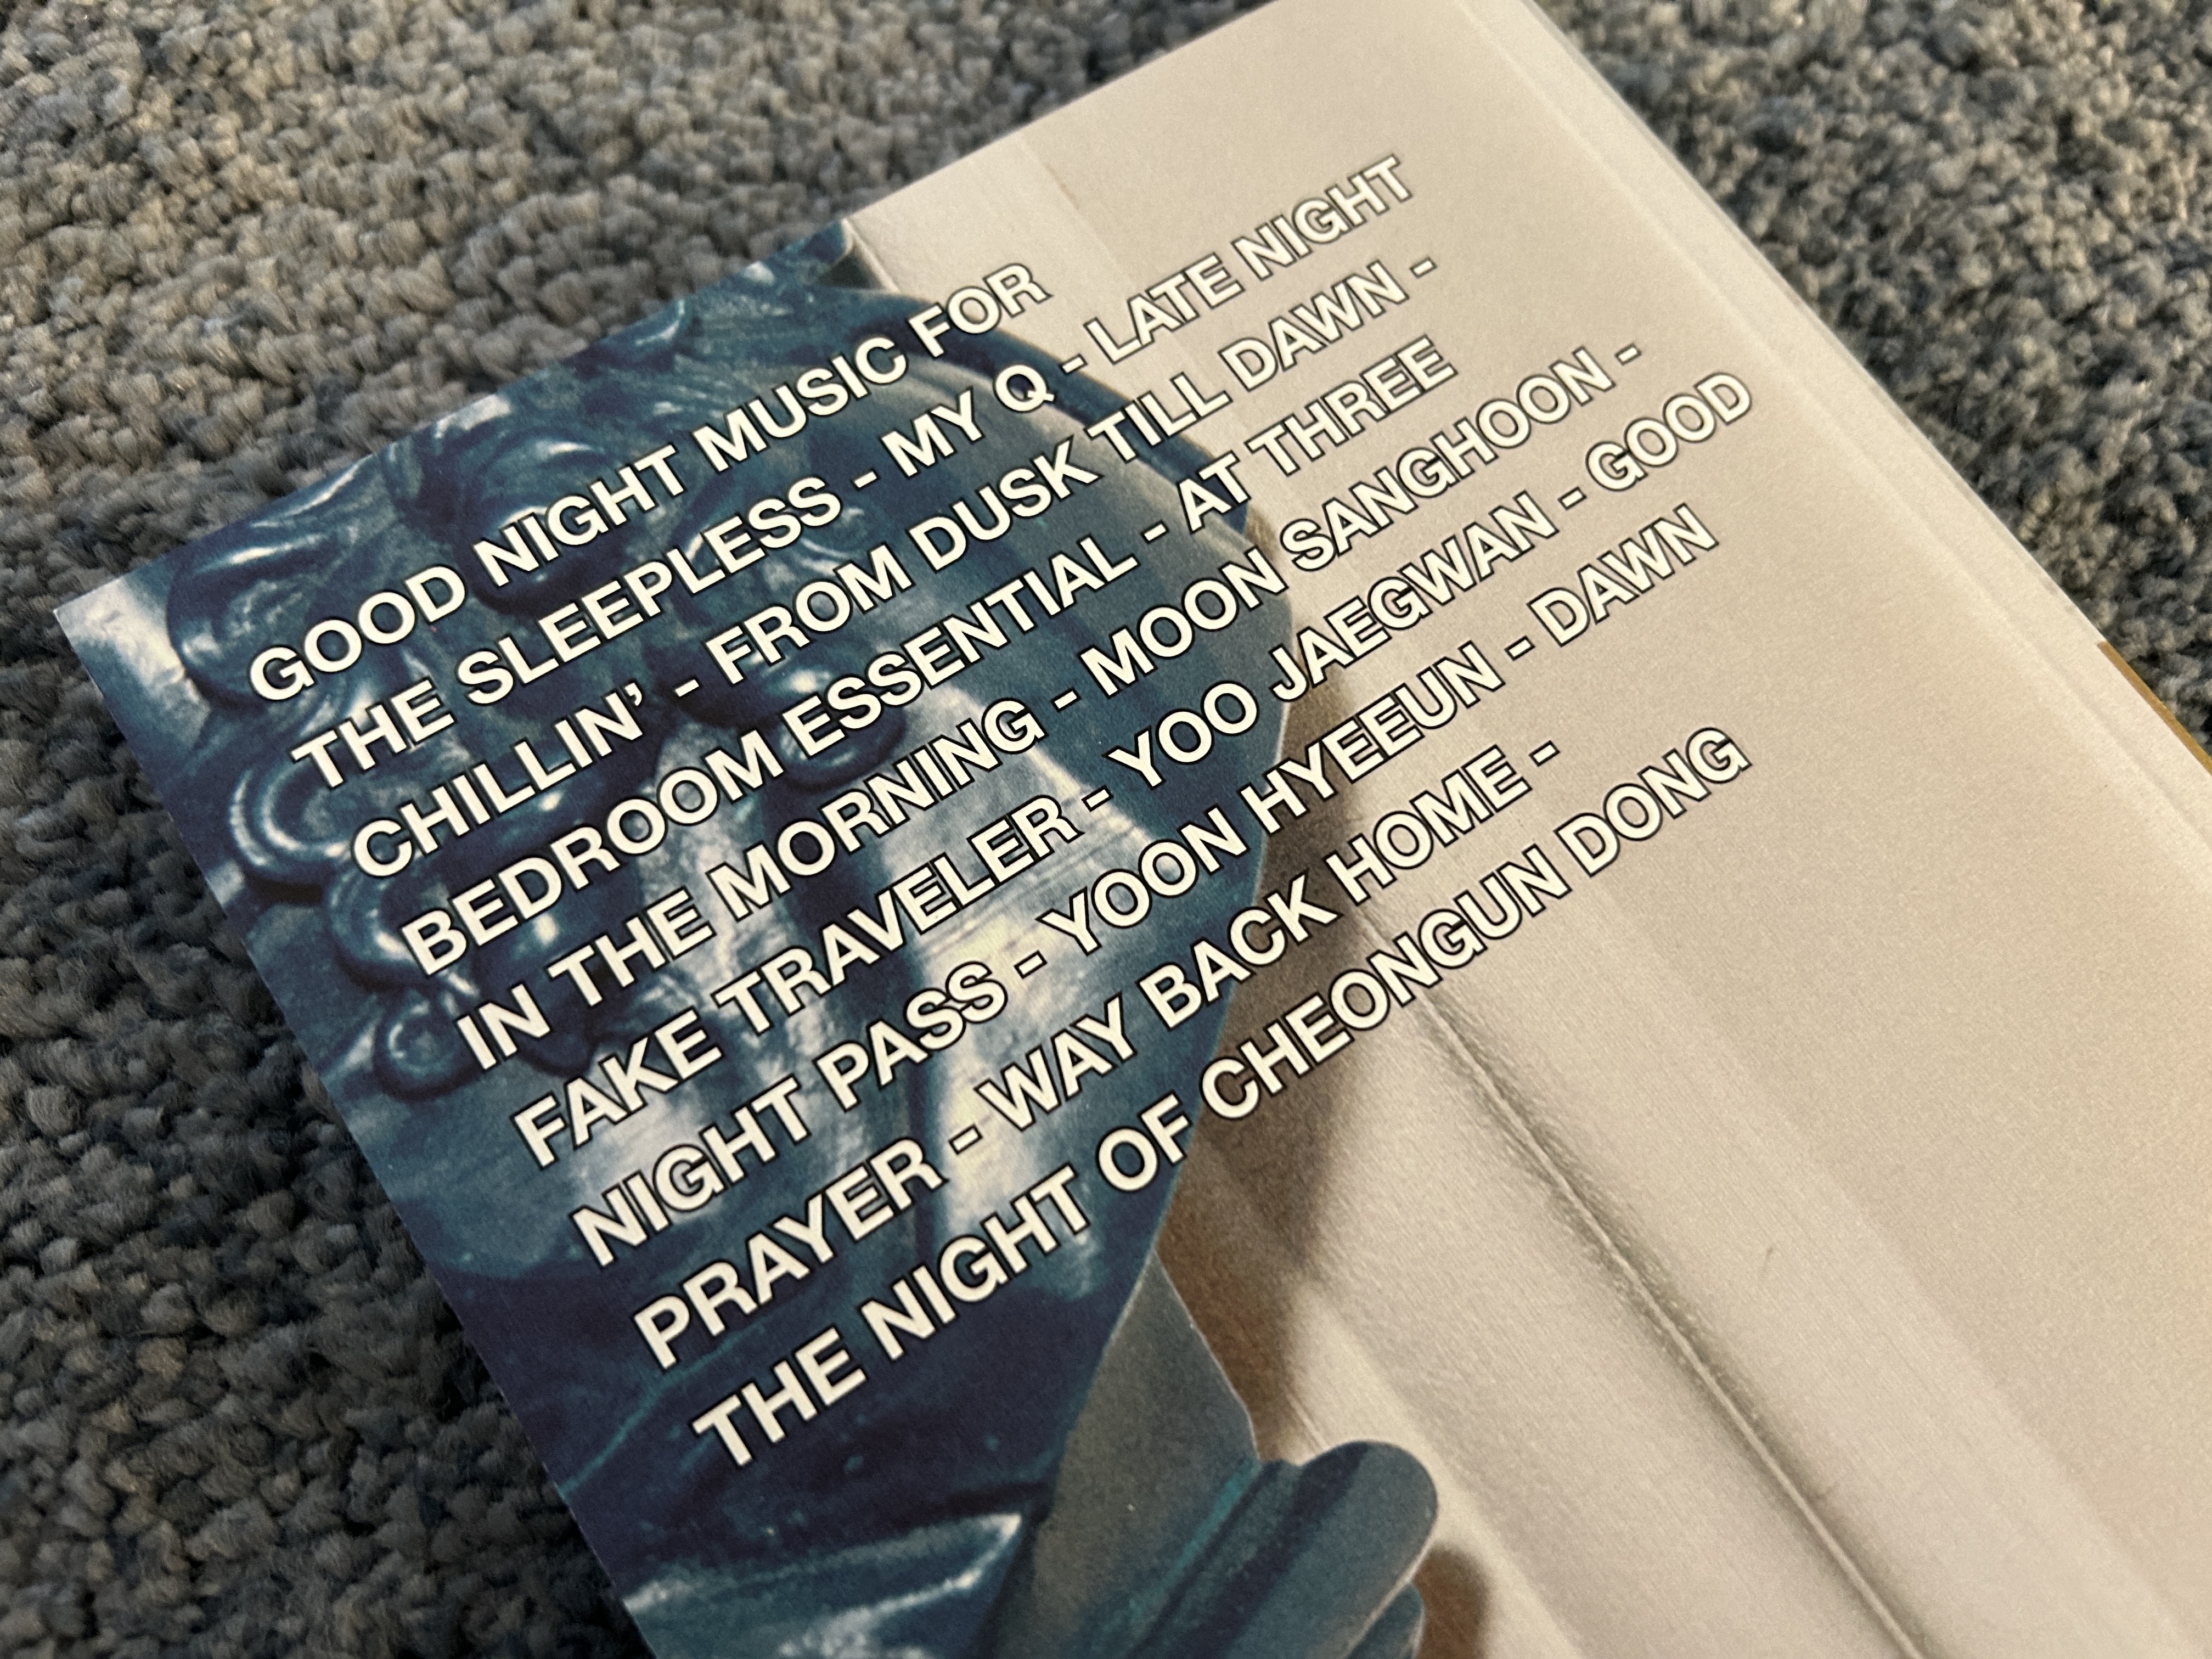 GOOD NIGHT MUSIC FOR
THE SLEEPLESS - MY Q - LATE NIGHT
CHILLIN' - FROM DUSK TILL DAWN -
BEDROOM ESSENTIAL - AT THREE
IN THE MORNING - MOON SANGHOON -
FAKE TRAVELER - YOO JAEGWAN - GOOD
NIGHT PASS - YOON HYEEUN - DAWN
PRAYER - WAY BACK HOME -
THE NIGHT OF CHEONGUN DONG